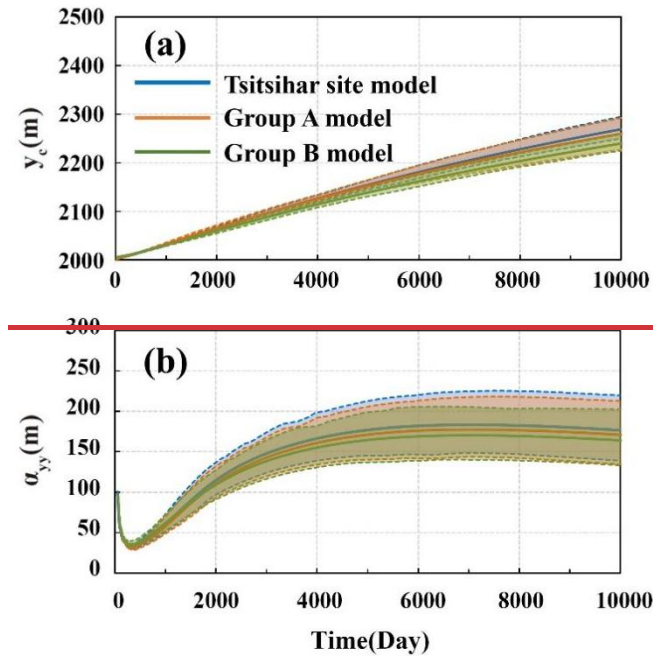 2500
(a)
2400
Tsitsihar site model
2300
Group A model
Group B model
2200
2100
2000
y_c(m)
0 2000 4000 6000 8000 10000
300
(b)
250
200
150
100
50
0
α_yy(m)
0 2000 4000 6000 8000 10000
Time(Day)